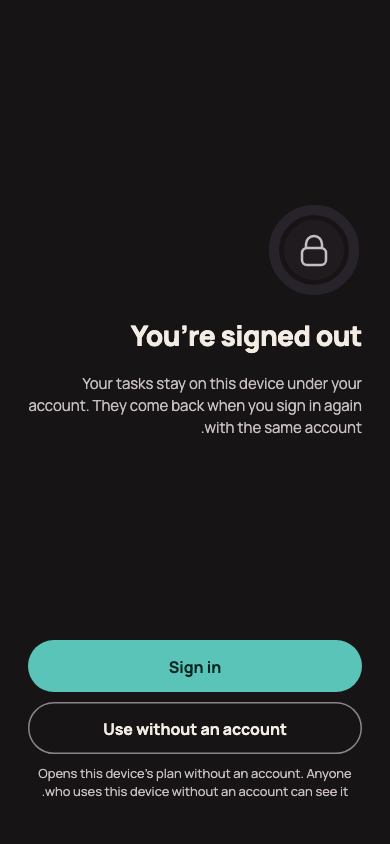 You're signed out
Your tasks stay on this device under your
account. They come back when you sign in again
.with the same account
Sign in
Use without an account
Opens this device's plan without an account. Anyone
.who uses this device without an account can see it